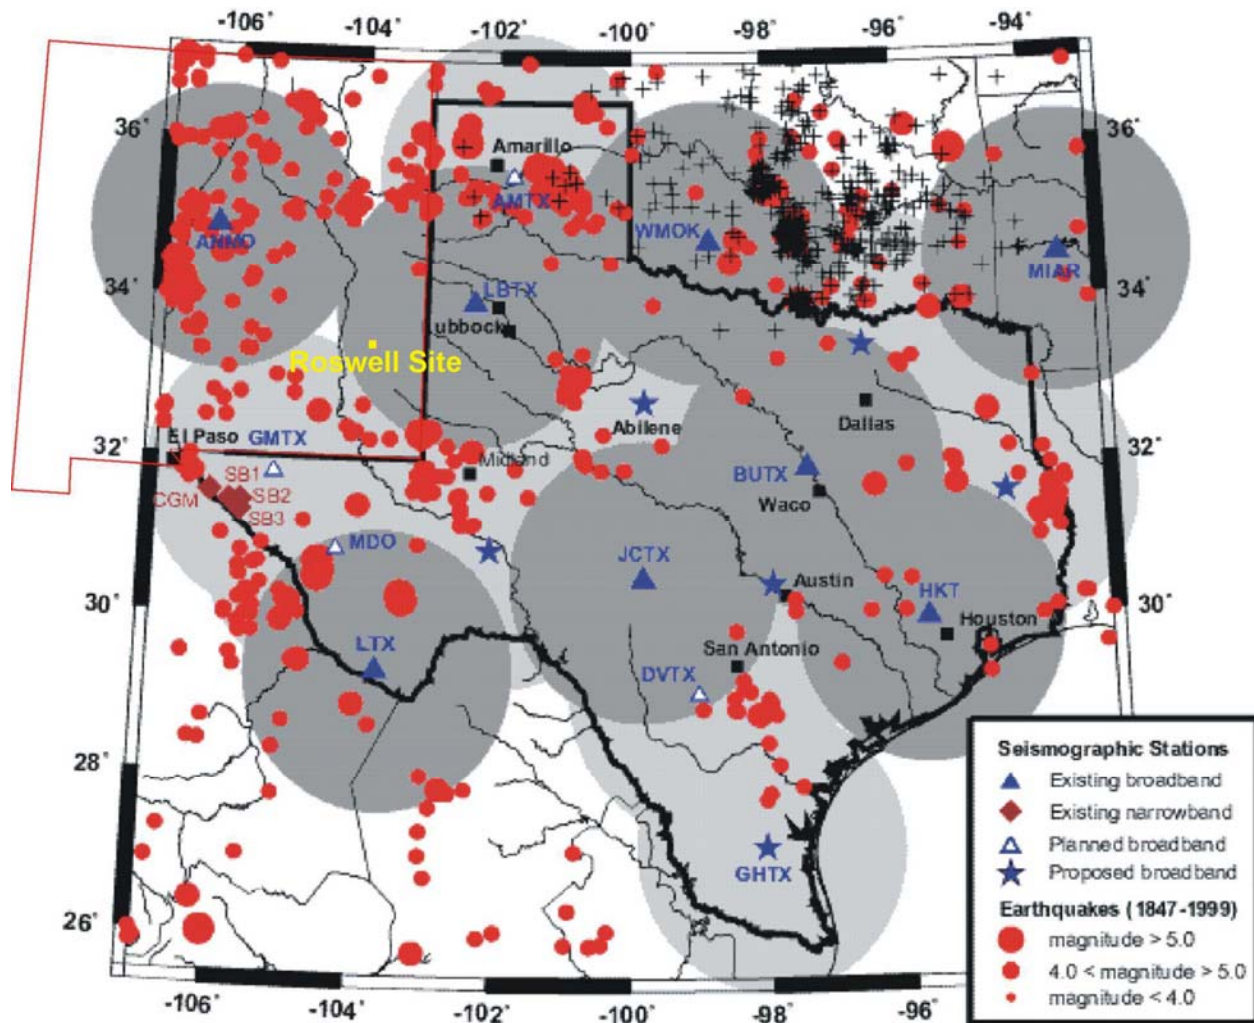 -106˚ -104˚ -102˚ -100˚ -98˚ -96˚ -94˚
36˚ 36˚
Amarillo
AMTX
ANMO
WMOK
MIAR
34˚ 34˚
LBTX
Lubbock
Roswell Site
Abilene
Dallas
32˚ 32˚
El Paso
GMTX
Midland
BUTX
Waco
SB1
CGM
SB2
SB3
MDO
JCTX
Austin
HKT
30˚ 30˚
Houston
LTX
San Antonio
DVTX
28˚
GHTX
26˚
-106˚ -104˚ -102˚ -100˚ -98˚ -96˚
Seismographic Stations
Existing broadband
Existing narrowband
Planned broadband
Proposed broadband
Earthquakes (1847-1999)
magnitude > 5.0
4.0 < magnitude > 5.0
magnitude < 4.0